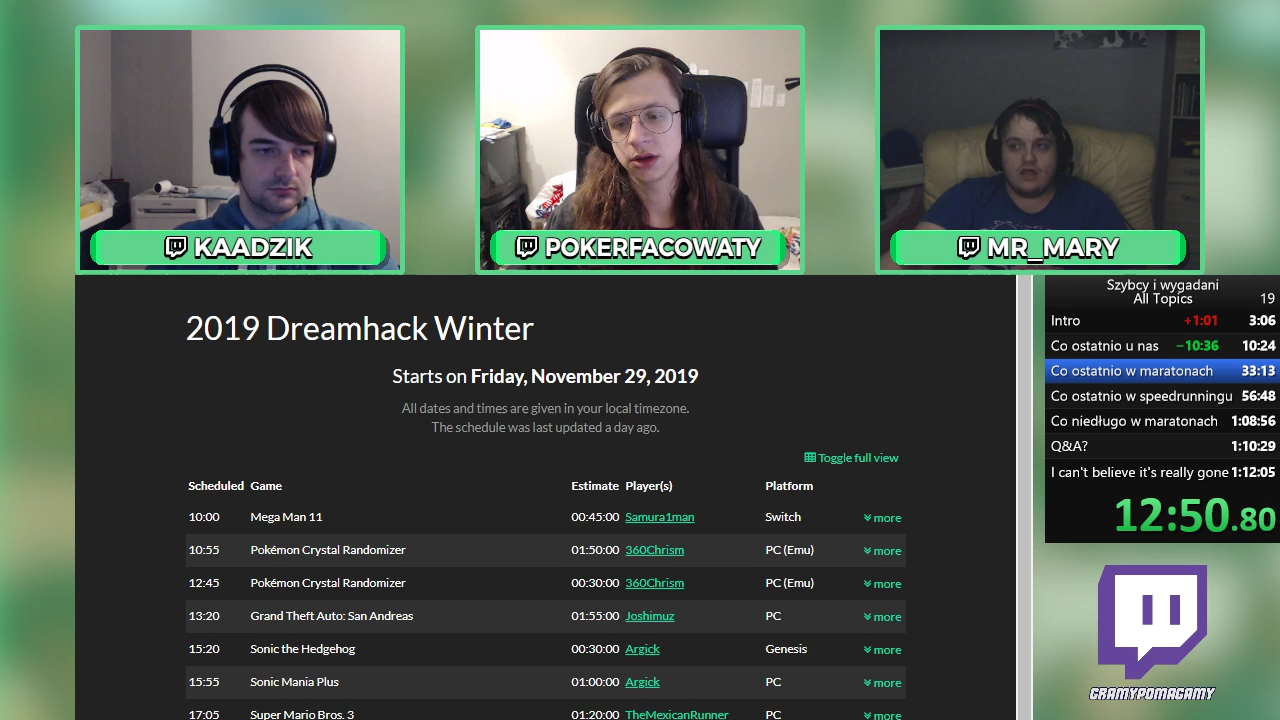 KAADZIK
POKERFACOWATY
MR_MARY
2019 Dreamhack Winter
Starts on Friday, November 29, 2019
All dates and times are given in your local timezone.
The schedule was last updated a day ago.
Toggle full view
Scheduled Game Estimate Player(s) Platform
10:00 Mega Man 11 00:45:00 Samura1man Switch more
10:55 Pokémon Crystal Randomizer 01:50:00 360Chrism PC (Emu) more
12:45 Pokémon Crystal Randomizer 00:30:00 360Chrism PC (Emu) more
13:20 Grand Theft Auto: San Andreas 01:55:00 Joshimuz PC more
15:20 Sonic the Hedgehog 00:30:00 Argick Genesis more
15:55 Sonic Mania Plus 01:00:00 Argick PC more
17:05 Super Mario Bros. 3 01:20:00 TheMexicanRunner PC more
Szybcy i wygadani
All Topics 19
Intro +1:01 3:06
Co ostatnio u nas −10:36 10:24
Co ostatnio w maratonach 33:13
Co ostatnio w speedrunningu 56:48
Co niedługo w maratonach 1:08:56
Q&A? 1:10:29
I can't believe it's really gone 1:12:05
12:50.80
GRAMYPOMAGAMY